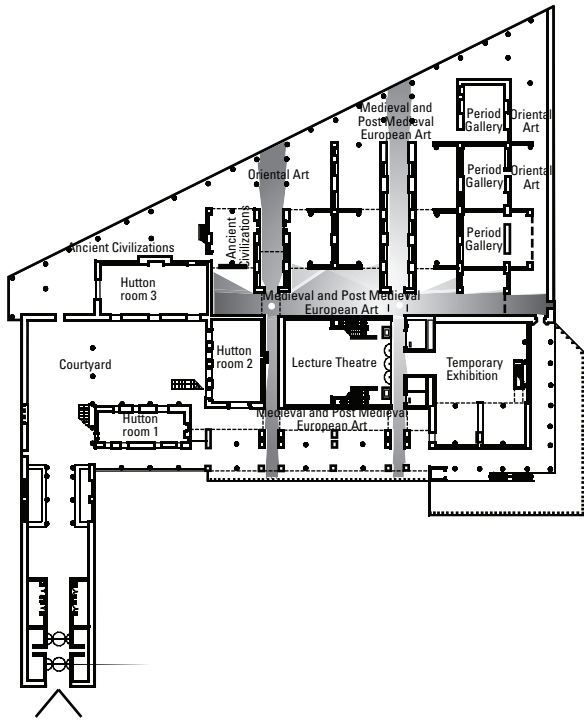 Medieval and
Post Medieval
European Art
Period
Gallery
Oriental
Art
Oriental Art
Period
Gallery
Oriental
Art
Ancient
Civilizations
Period
Gallery
Ancient Civilizations
Hutton
room 3
Medieval and Post Medieval
European Art
Courtyard
Hutton
room 2
Lecture Theatre
Temporary
Exhibition
Hutton
room 1
Medieval and Post Medieval
European Art